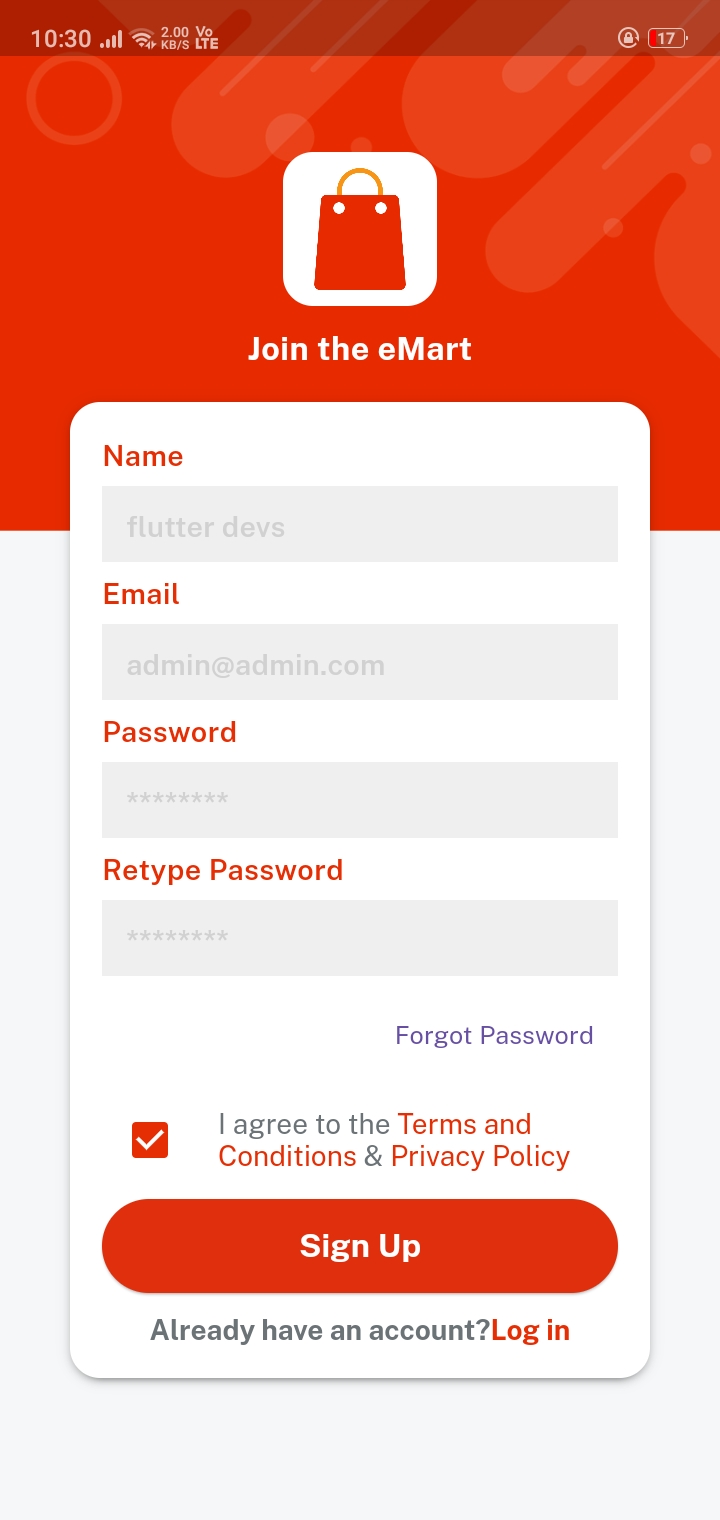 10:30 2.00 KB/S Vo LTE 17
Join the eMart
Name
flutter devs
Email
admin@admin.com
Password
********
Retype Password
********
Forgot Password
I agree to the Terms and
Conditions & Privacy Policy
Sign Up
Already have an account?Log in